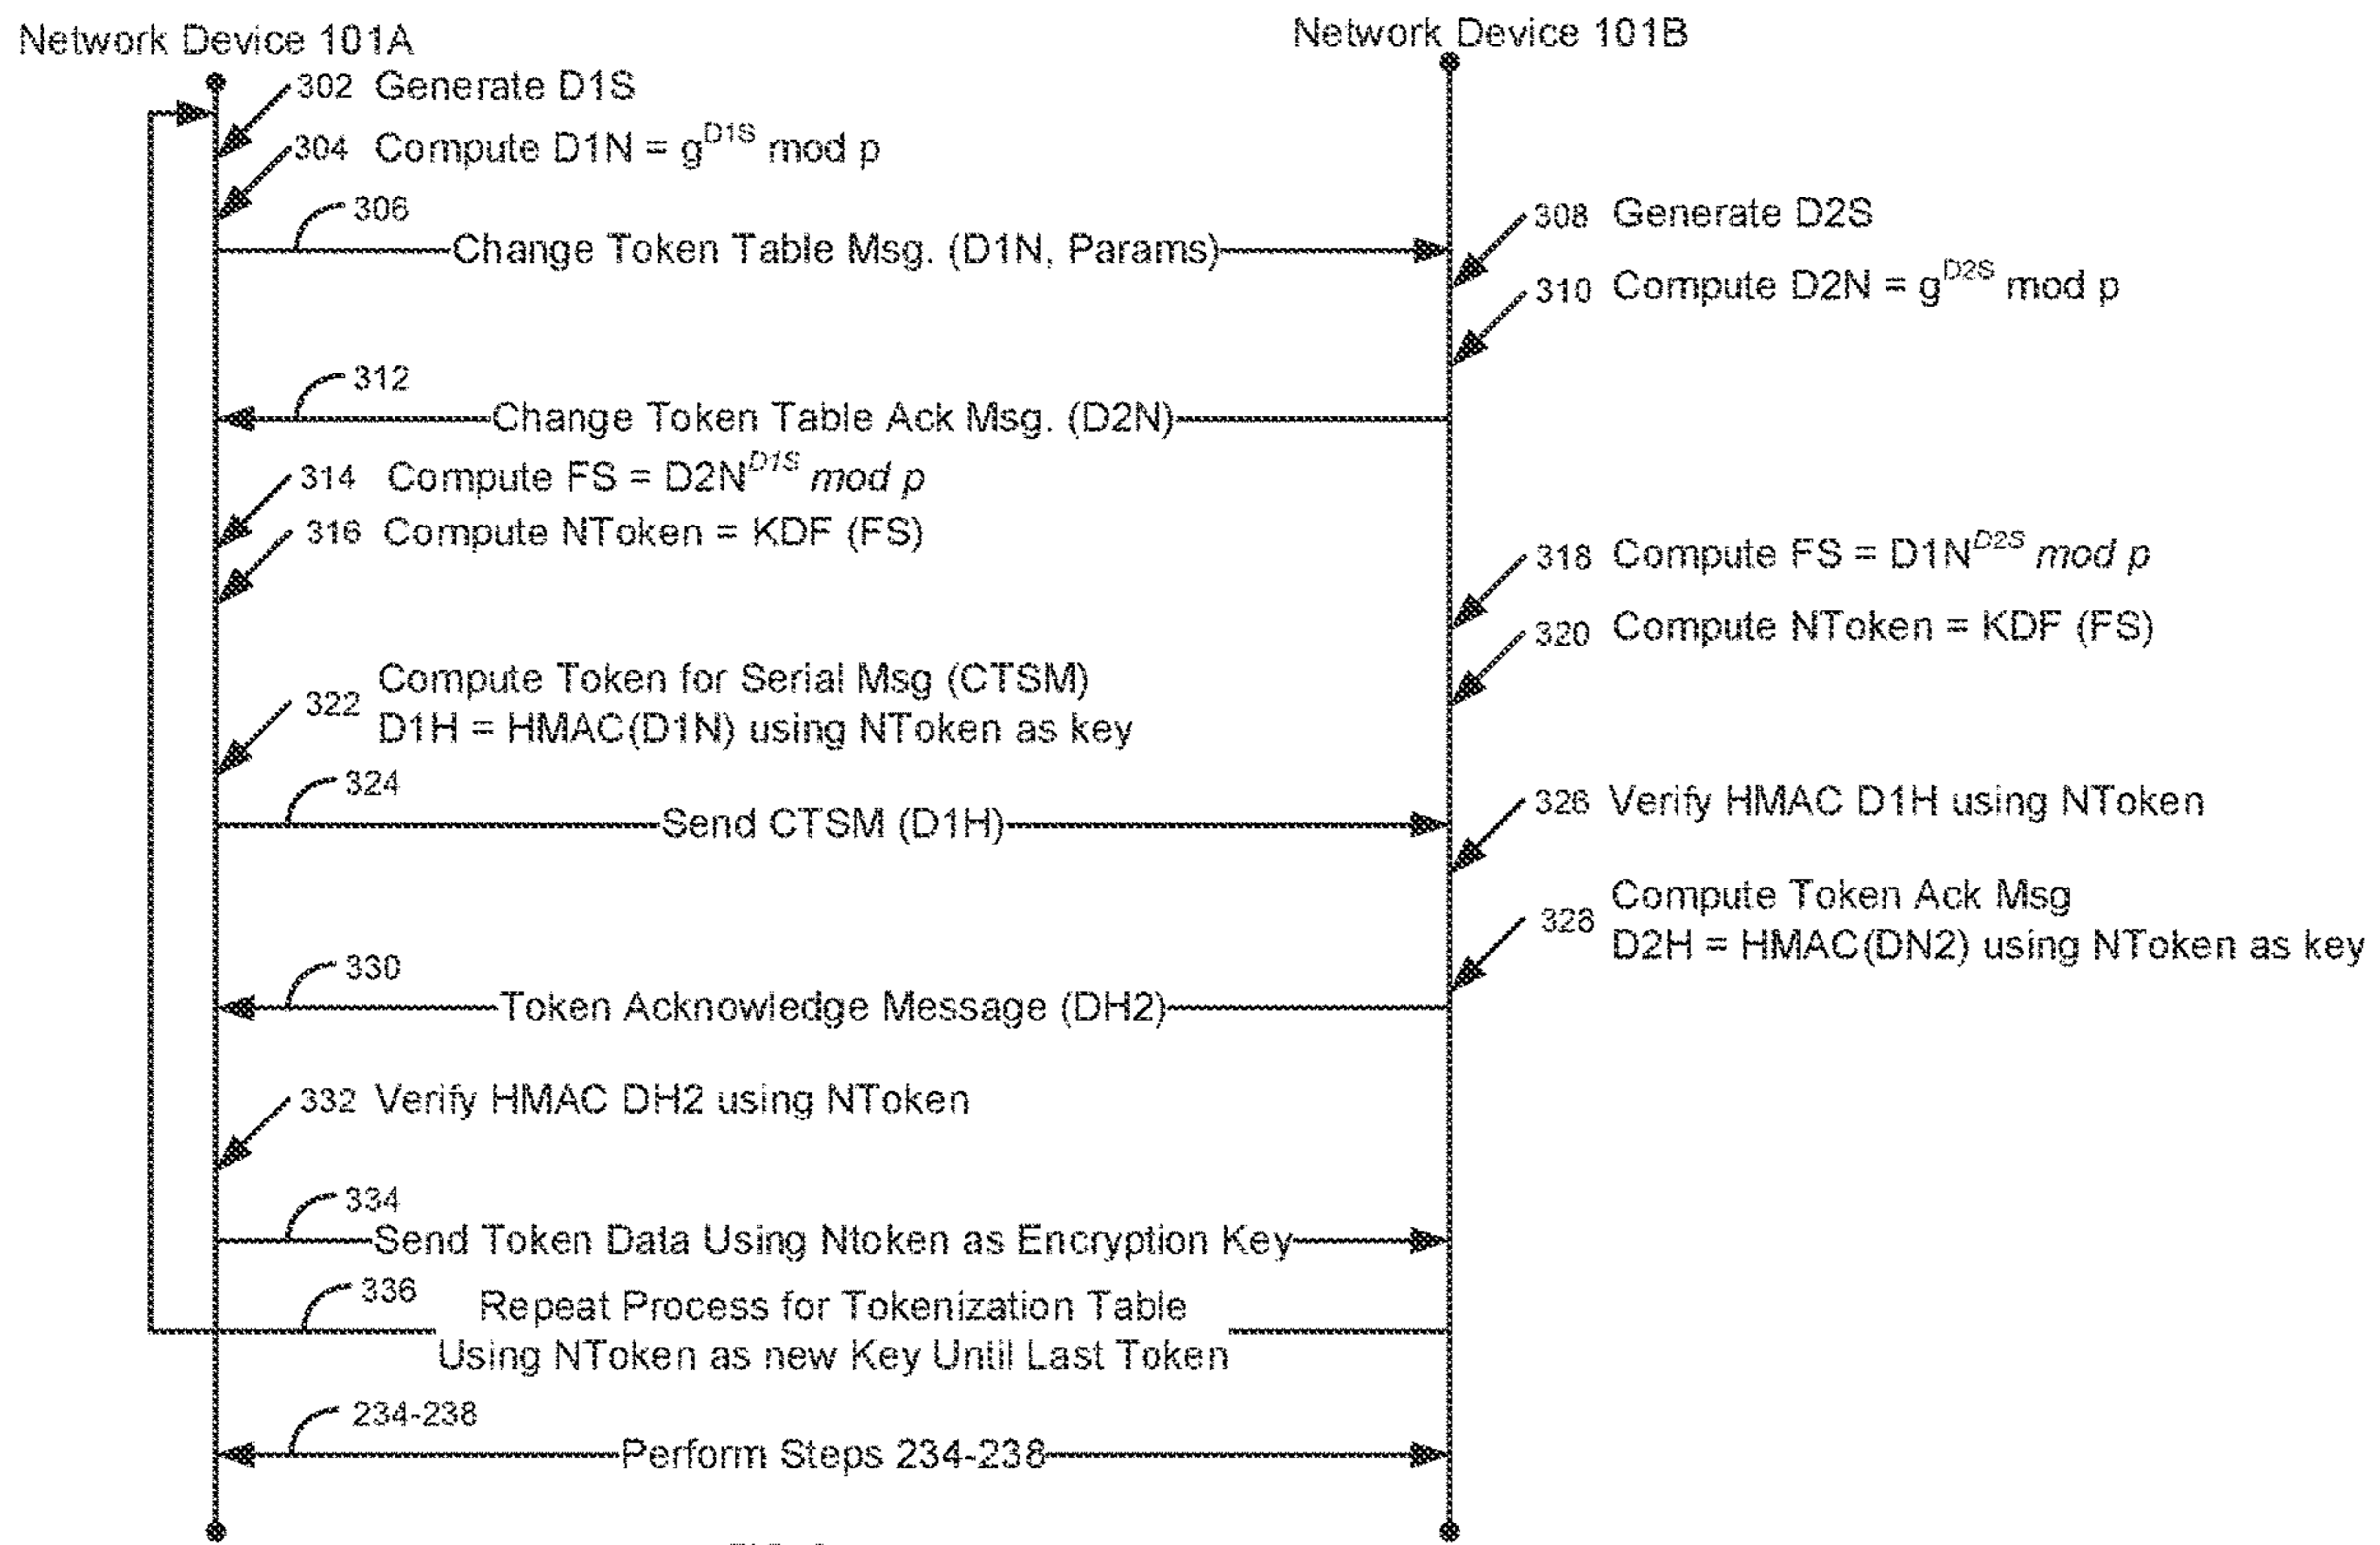 Network Device 101A
Network Device 101B
302 Generate D1S
304 Compute D1N = g^D1S mod p
306
Change Token Table Msg. (D1N, Params)
308 Generate D2S
310 Compute D2N = g^D2S mod p
312
Change Token Table Ack Msg. (D2N)
314 Compute FS = D2N^D1S mod p
316 Compute NToken = KDF (FS)
318 Compute FS = D1N^D2S mod p
320 Compute NToken = KDF (FS)
322 Compute Token for Serial Msg (CTSM)
D1H = HMAC(D1N) using NToken as key
324
Send CTSM (D1H)
326 Verify HMAC D1H using NToken
328 Compute Token Ack Msg
D2H = HMAC(DN2) using NToken as key
330
Token Acknowledge Message (DH2)
332 Verify HMAC DH2 using NToken
334
Send Token Data Using Ntoken as Encryption Key
336
Repeat Process for Tokenization Table
Using NToken as new Key Until Last Token
234-238
Perform Steps 234-238